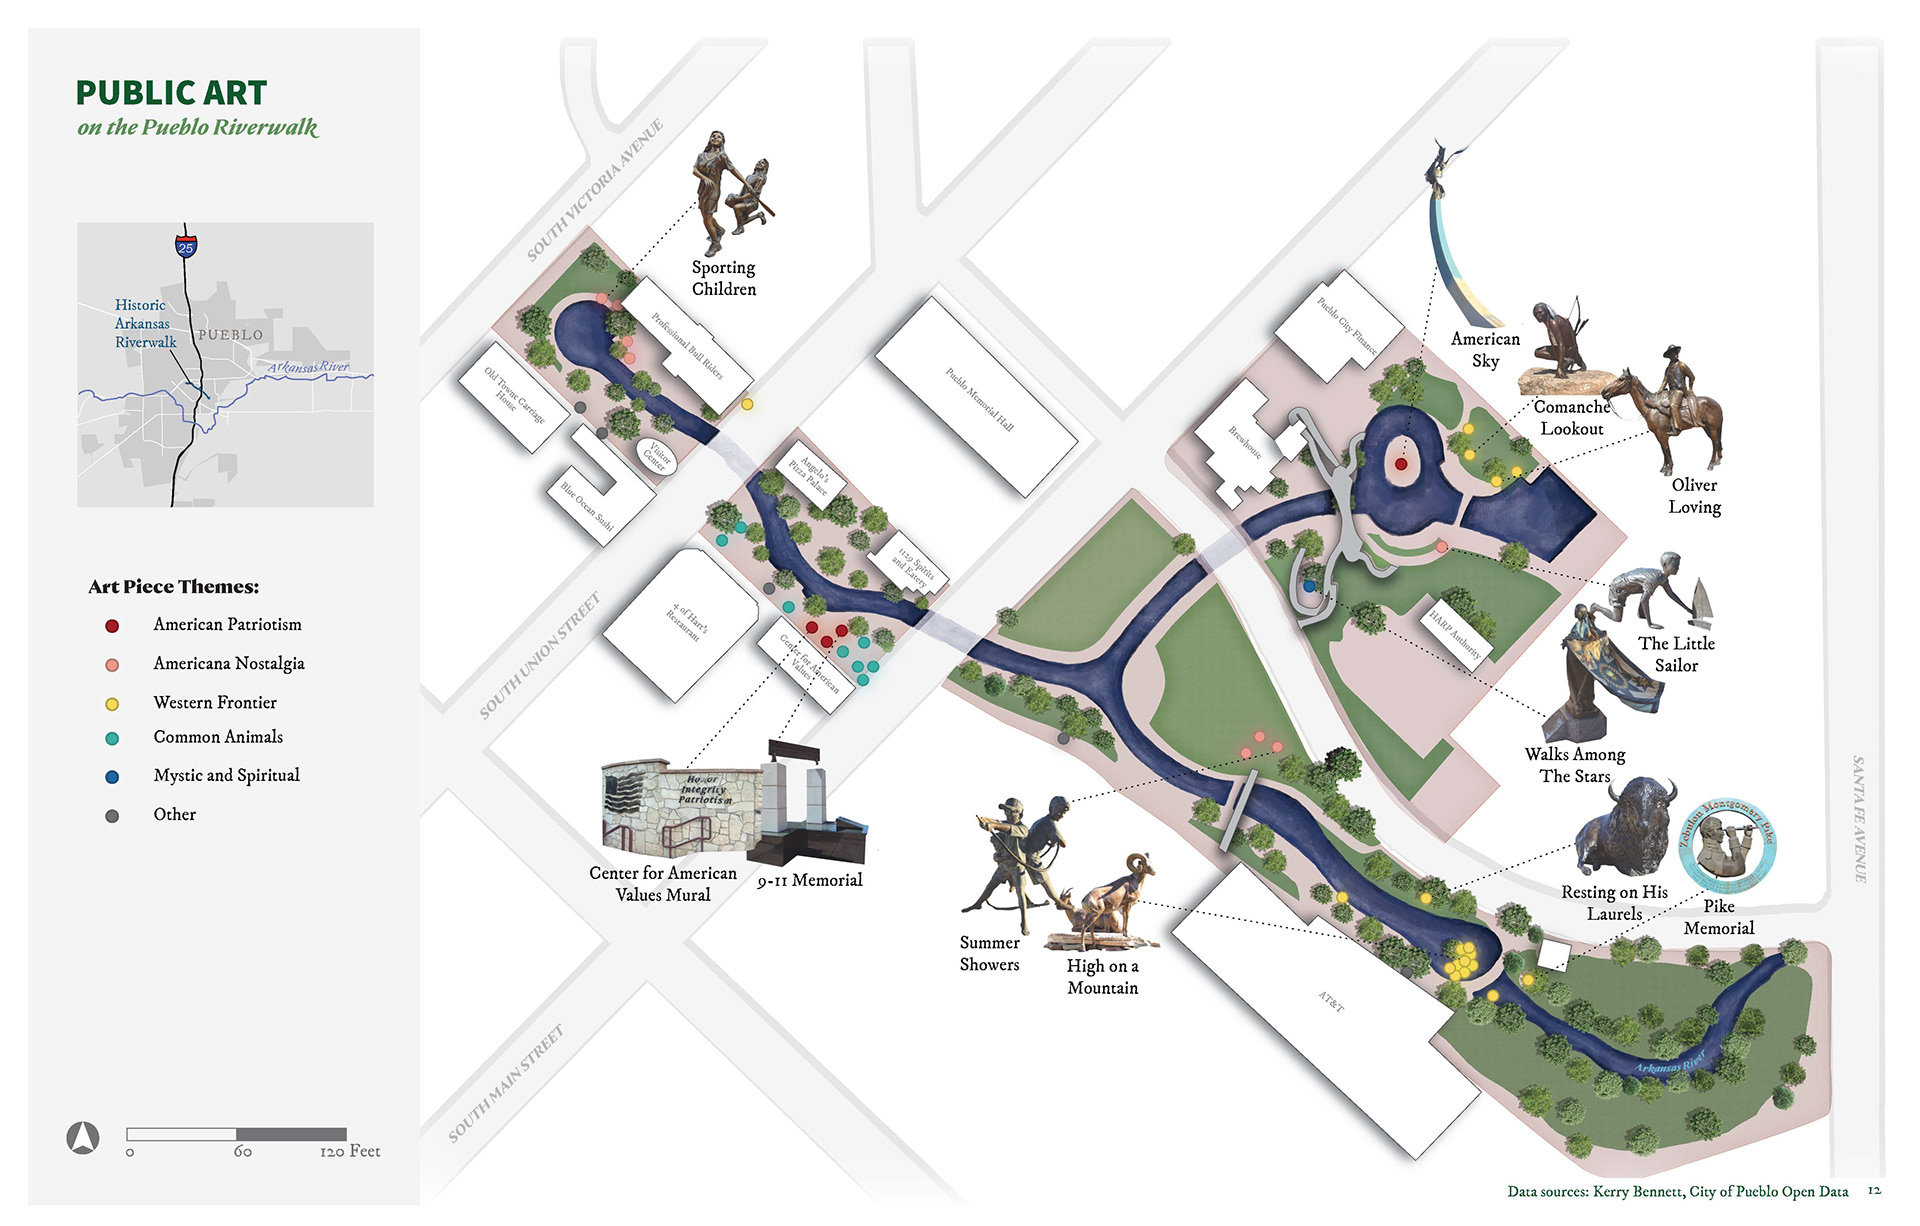 PUBLIC ART
on the Pueblo Riverwalk
25
Historic
Arkansas
Riverwalk
PUEBLO
Arkansas River
Art Piece Themes:
American Patriotism
Americana Nostalgia
Western Frontier
Common Animals
Mystic and Spiritual
Other
0 60 120 Feet
SOUTH VICTORIA AVENUE
Sporting
Children
Professional Bull Riders
Old Towne Carriage
House
Visitor
Center
Blue Ocean Sushi
Angelo's
Pizza Palace
1129 Spirits
and Eatery
Pueblo Memorial Hall
4 of Hart's
Restaurant
Center for American
Values
SOUTH UNION STREET
Honor
Integrity
Patriotism
Center for American
Values Mural
9-11 Memorial
SOUTH MAIN STREET
Pueblo City Finance
Brewhouse
HARP Authority
American
Sky
Comanche
Lookout
Oliver
Loving
The Little
Sailor
Walks Among
The Stars
Zebulon Montgomery Pike
Resting on His
Laurels
Pike
Memorial
SANTA FE AVENUE
Summer
Showers
High on a
Mountain
AT&T
Arkansas River
Data sources: Kerry Bennett, City of Pueblo Open Data 12